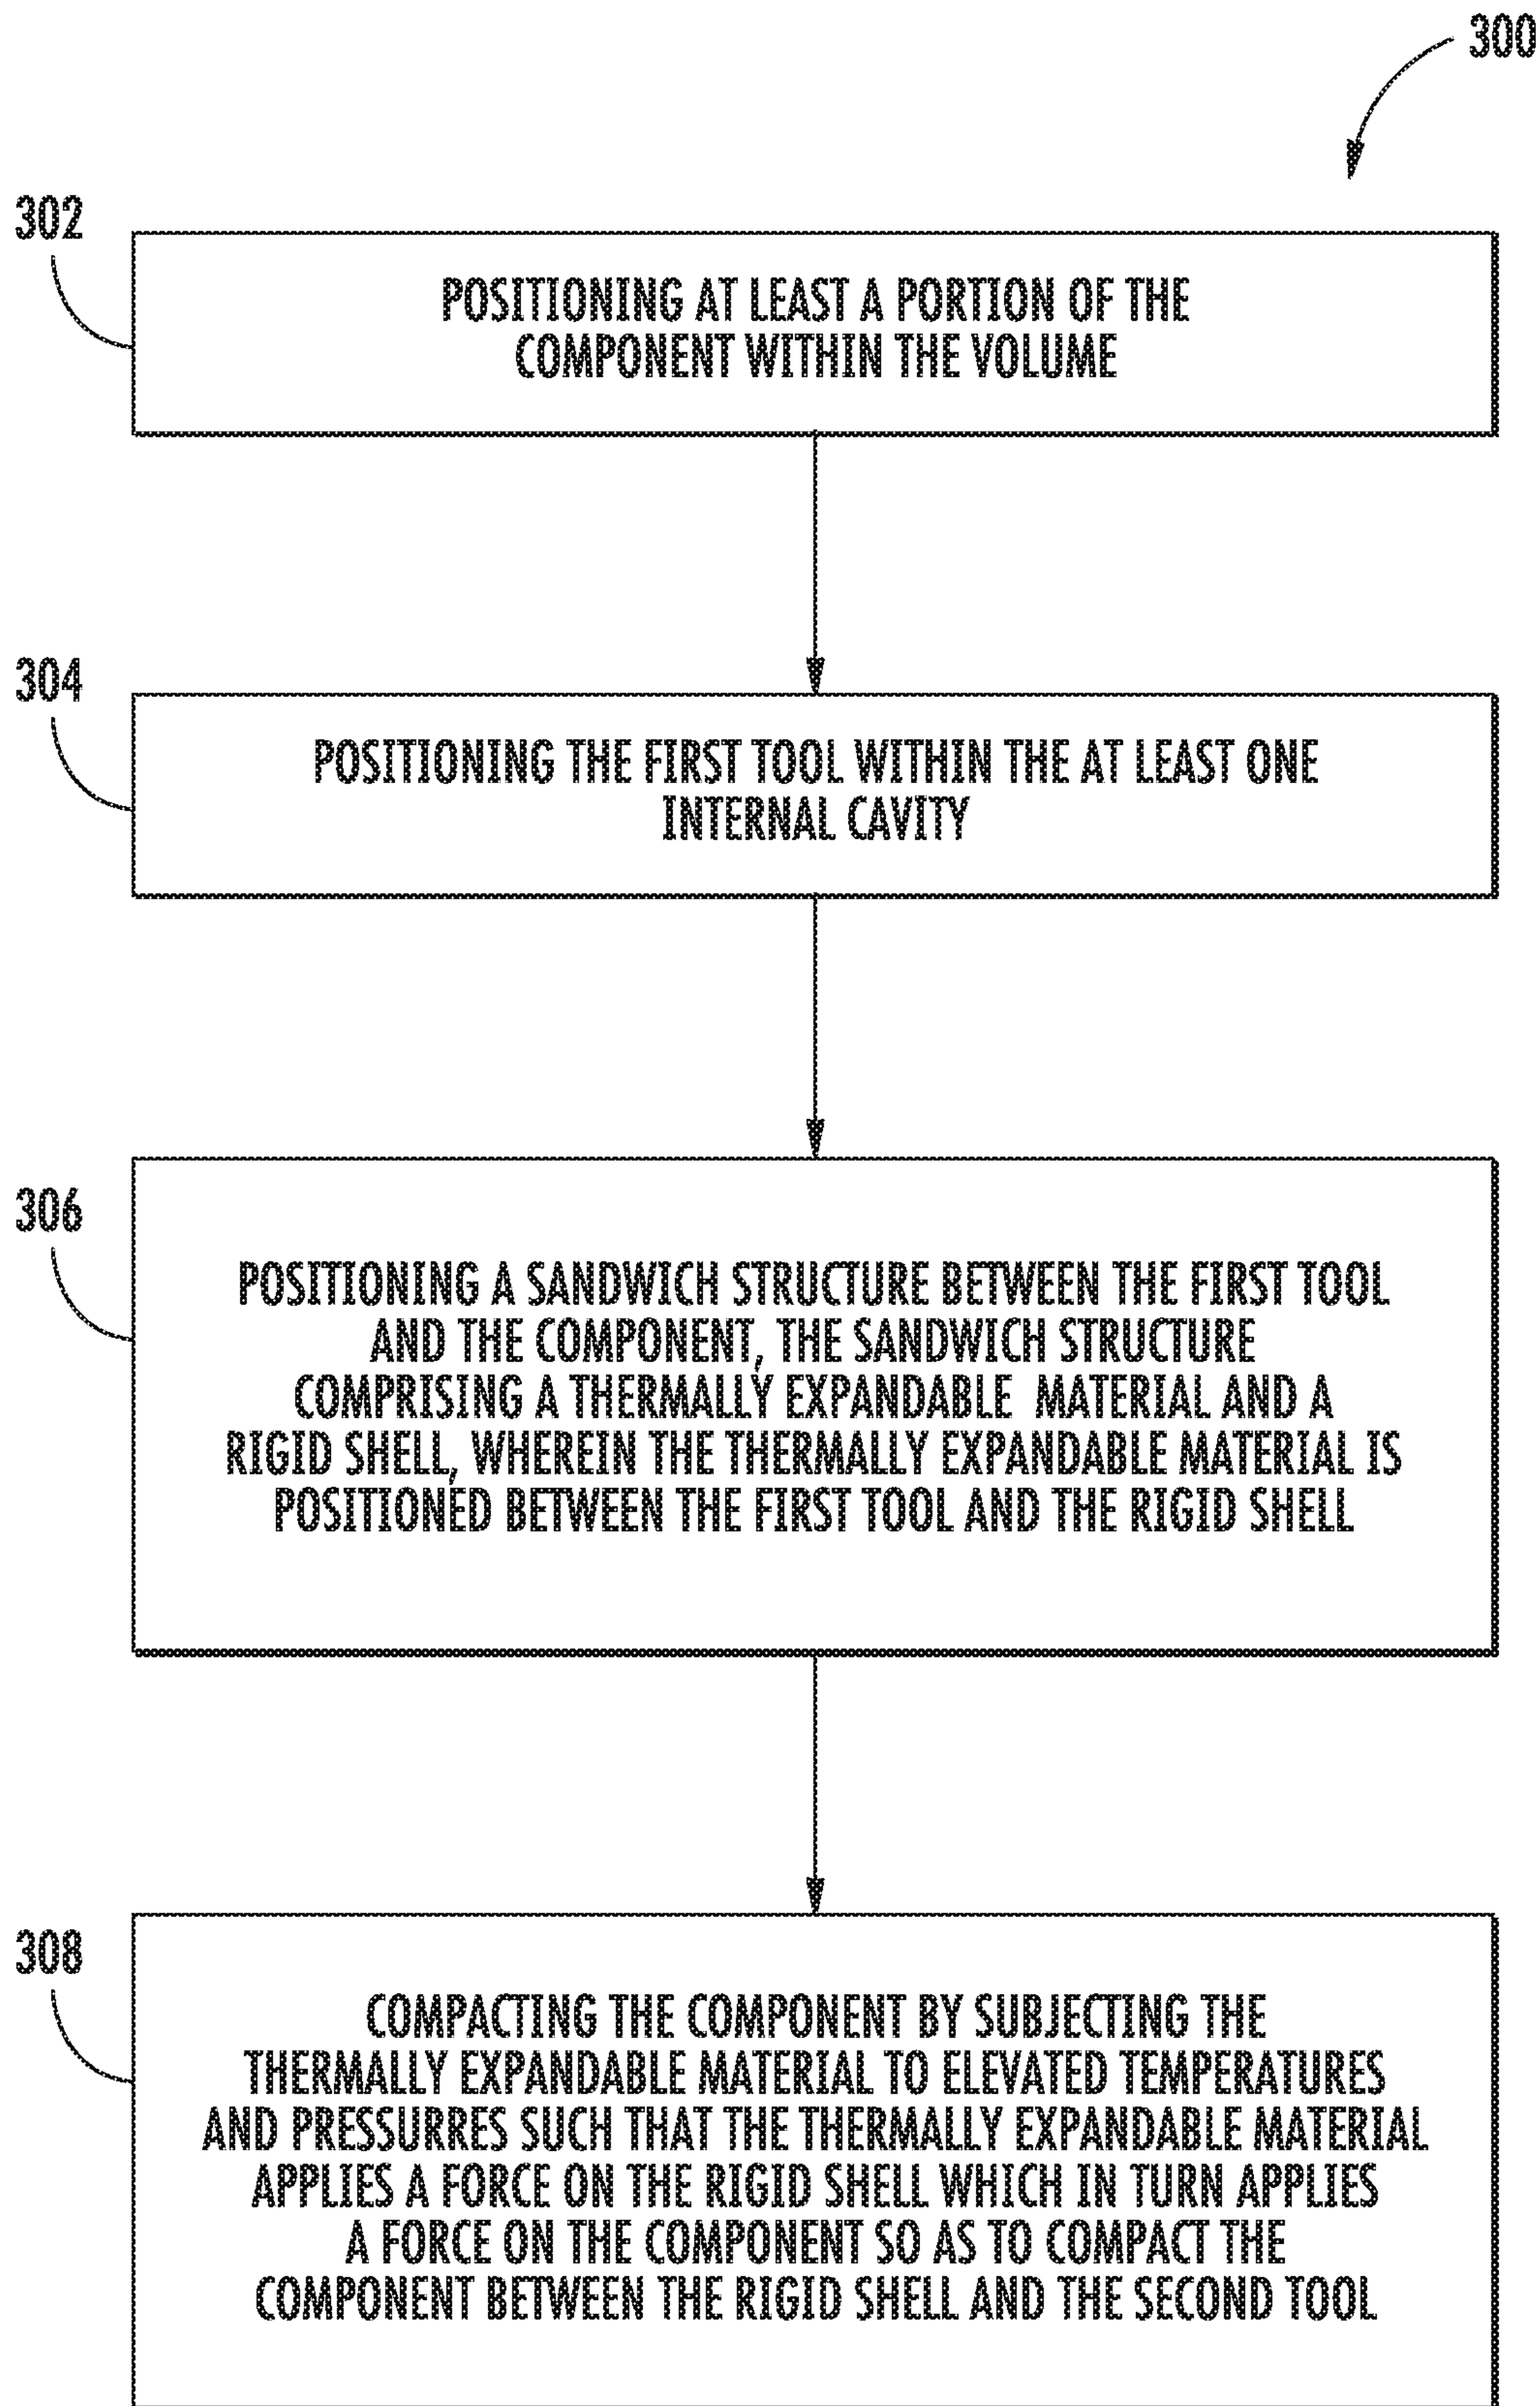 300
302
POSITIONING AT LEAST A PORTION OF THE
COMPONENT WITHIN THE VOLUME
304
POSITIONING THE FIRST TOOL WITHIN THE AT LEAST ONE
INTERNAL CAVITY
306
POSITIONING A SANDWICH STRUCTURE BETWEEN THE FIRST TOOL
AND THE COMPONENT, THE SANDWICH STRUCTURE
COMPRISING A THERMALLY EXPANDABLE MATERIAL AND A
RIGID SHELL, WHEREIN THE THERMALLY EXPANDABLE MATERIAL IS
POSITIONED BETWEEN THE FIRST TOOL AND THE RIGID SHELL
308
COMPACTING THE COMPONENT BY SUBJECTING THE
THERMALLY EXPANDABLE MATERIAL TO ELEVATED TEMPERATURES
AND PRESSURRES SUCH THAT THE THERMALLY EXPANDABLE MATERIAL
APPLIES A FORCE ON THE RIGID SHELL WHICH IN TURN APPLIES
A FORCE ON THE COMPONENT SO AS TO COMPACT THE
COMPONENT BETWEEN THE RIGID SHELL AND THE SECOND TOOL